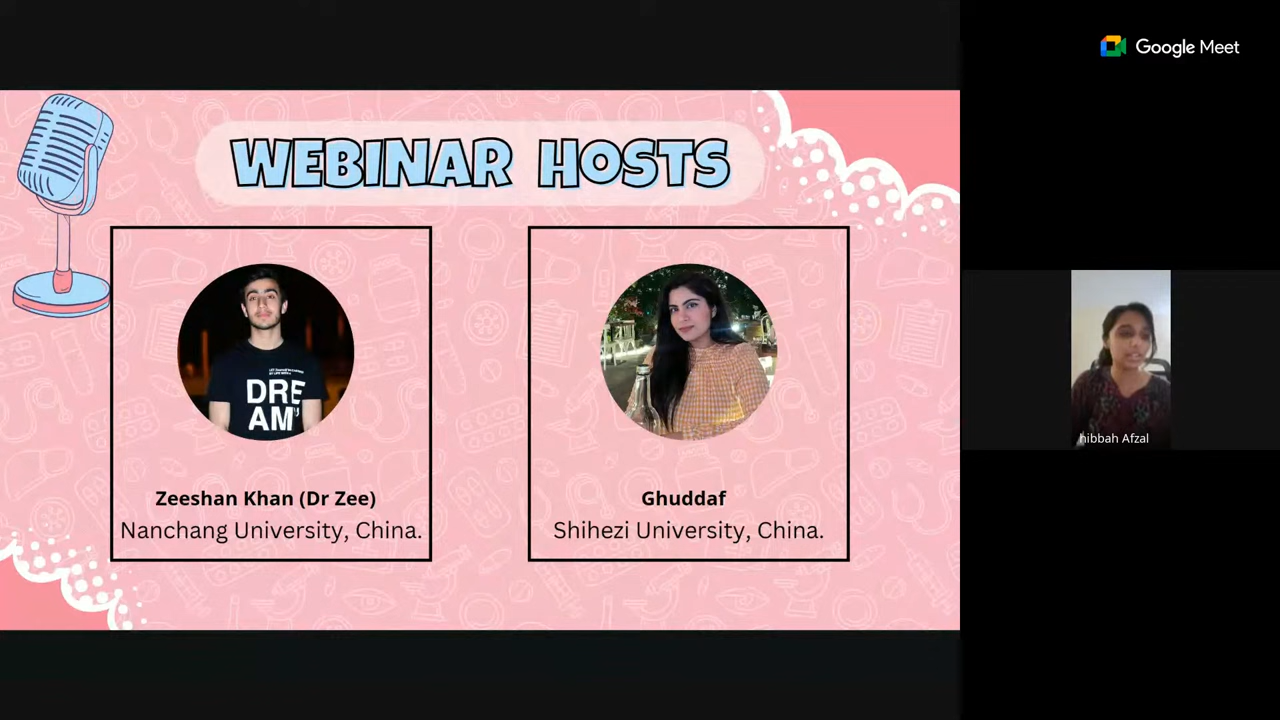 Google Meet
WEBINAR HOSTS
DRE
AM
Zeeshan Khan (Dr Zee)
Nanchang University, China.
Ghuddaf
Shihezi University, China.
hibbah Afzal